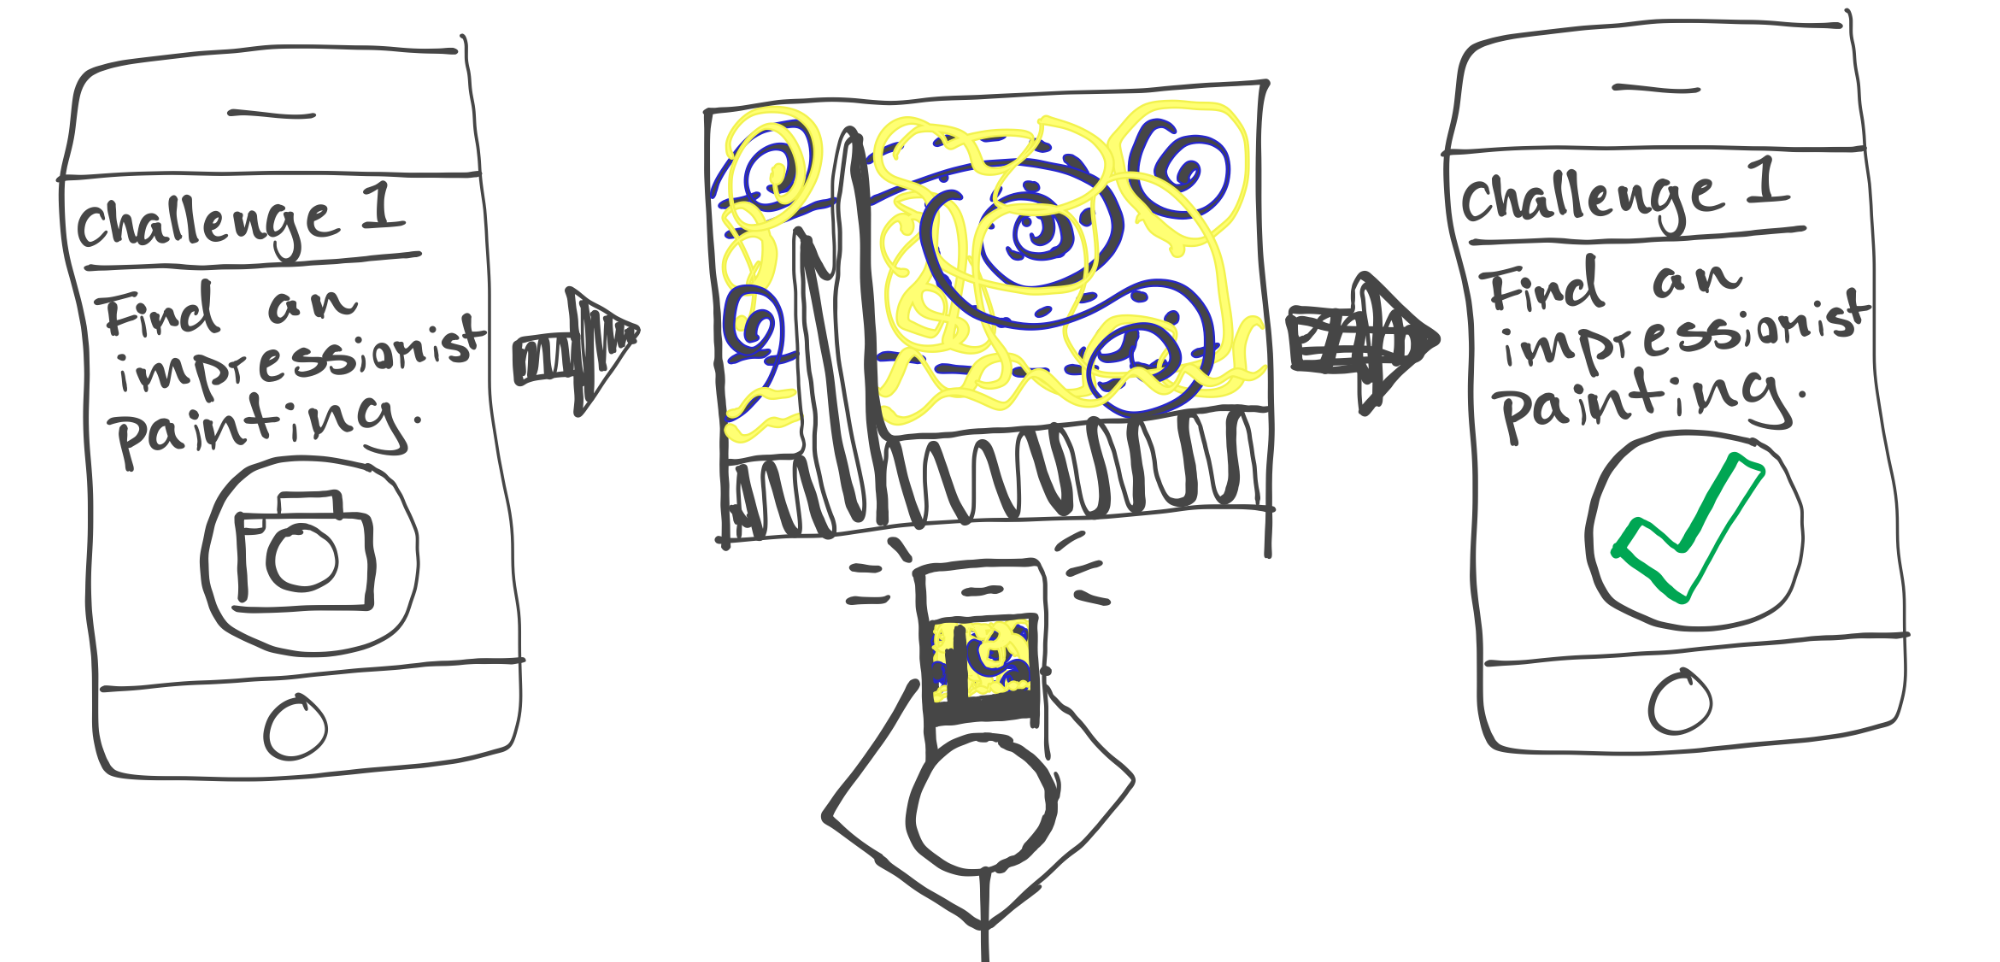 Challenge 1
Find an
impressionist
painting.
Challenge 1
Find an
impressionist
painting.